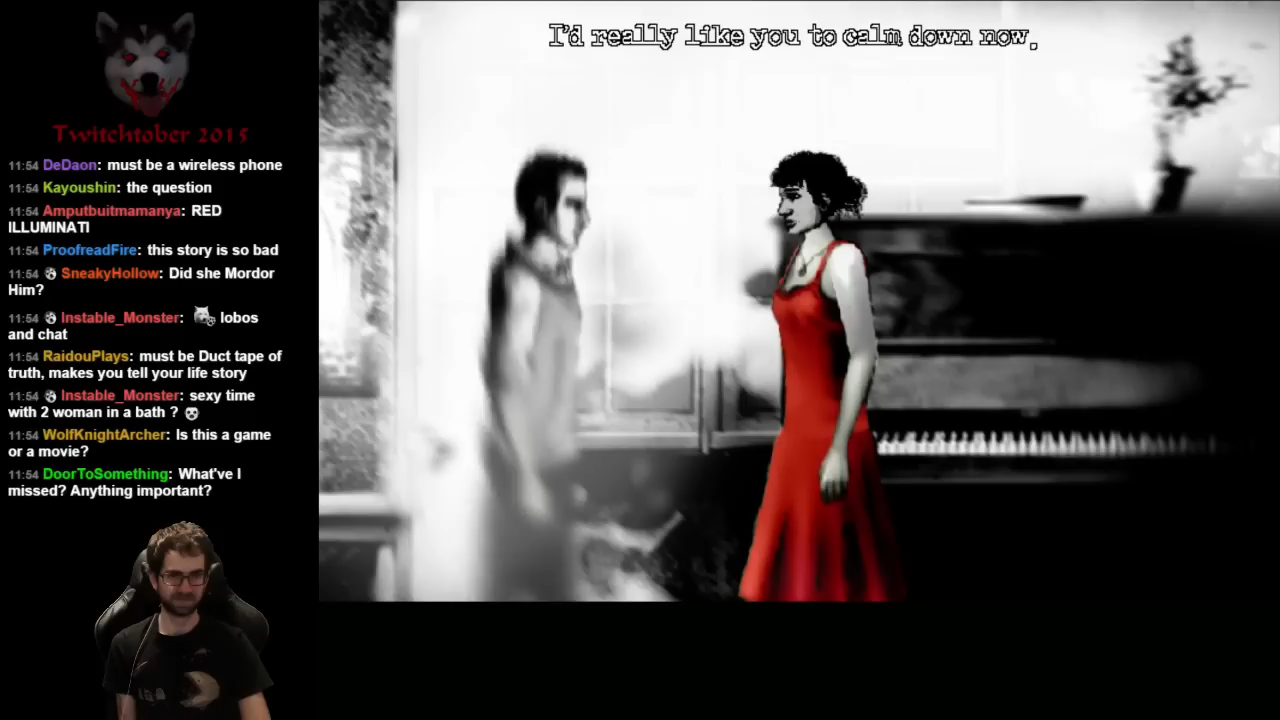 I'd really like you to calm down now.
Twitchtober 2015
11:54 DeDaon: must be a wireless phone
11:54 Kayoushin: the question
11:54 Amputbuitmamanya: RED
ILLUMINATI
11:54 ProofreadFire: this story is so bad
11:54 SneakyHollow: Did she Mordor
Him?
11:54 Instable_Monster: lobos
and chat
11:54 RaidouPlays: must be Duct tape of
truth, makes you tell your life story
11:54 Instable_Monster: sexy time
with 2 woman in a bath ?
11:54 WolfKnightArcher: Is this a game
or a movie?
11:54 DoorToSomething: What've I
missed? Anything important?